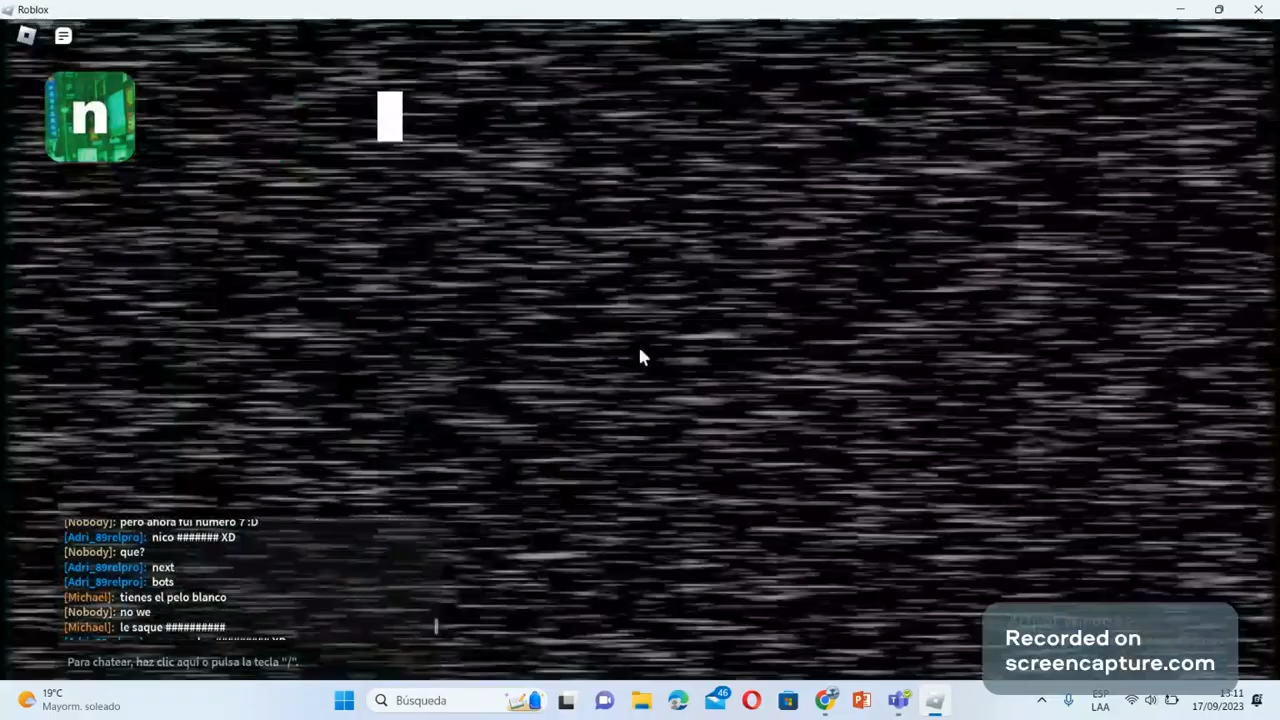 Roblox
n
[Nobody]: pero ahora fui numero 7 :D
[Adri_89relpro]: nico ####### XD
[Nobody]: que?
[Adri_89relpro]: next
[Adri_89relpro]: bots
[Michael]: tienes el pelo blanco
[Nobody]: no we
[Michael]: le saque ##########
Para chatear, haz clic aquí o pulsa la tecla "/".
Recorded on
screencapture.com
19°C
Mayorm. soleado
Búsqueda
46
ESP
LAA
13:11
17/09/2023